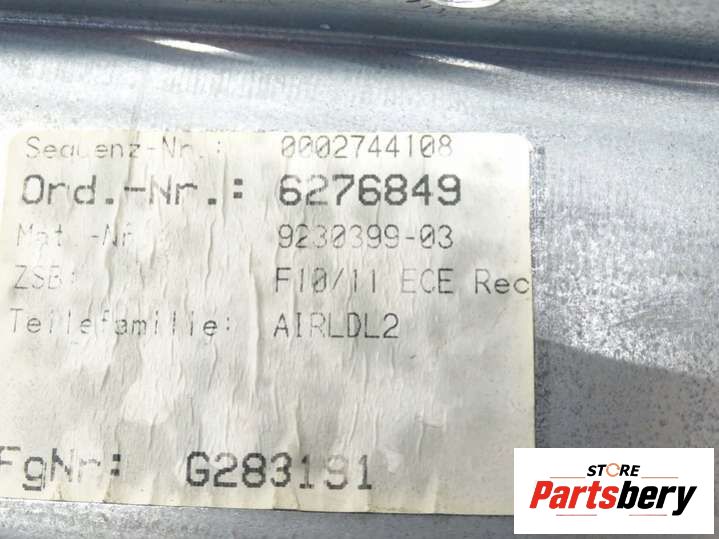 Sequenz-Nr.: 0002744108
Ord.-Nr.: 6276849
Mat.-Nr 9230399-03
ZSB: F10/11 ECE Rec
Teilefamilie: AIRLDL2
FgNr: G283191
STORE
Partsbery